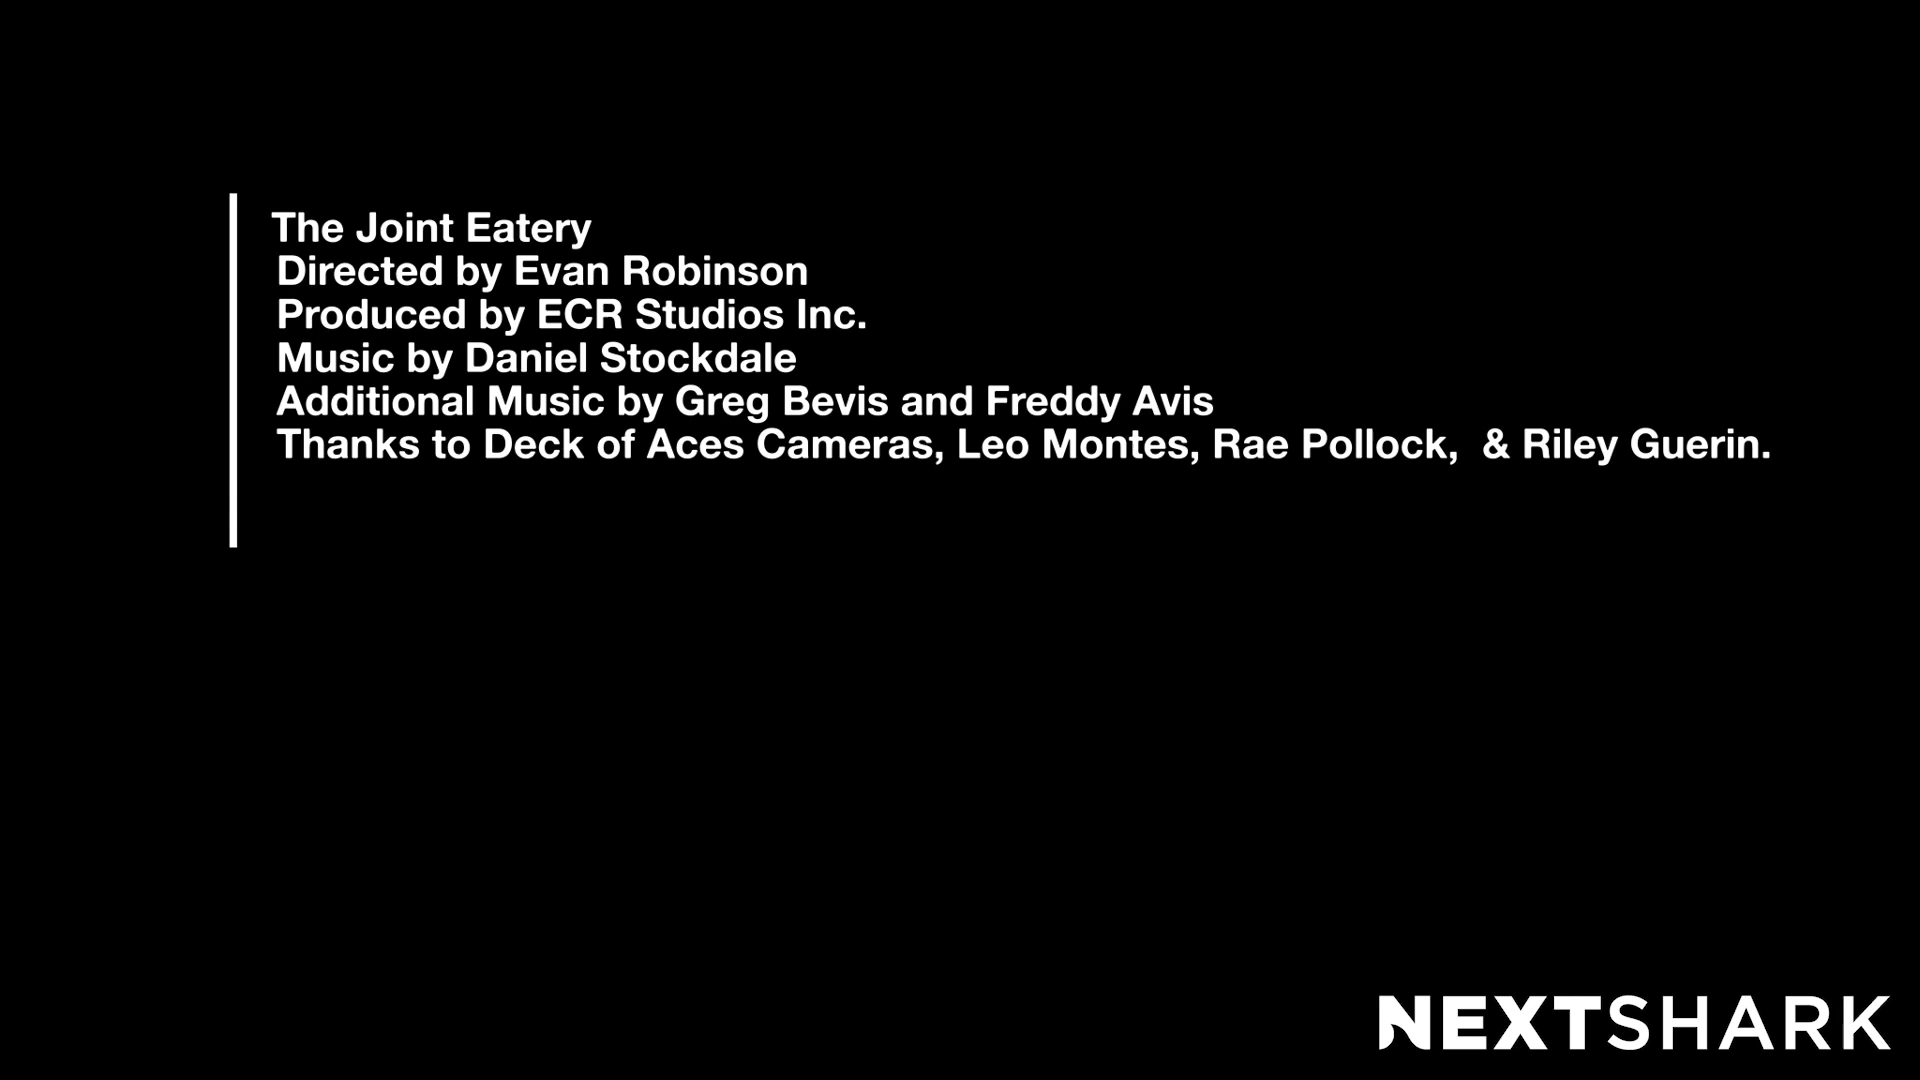 The Joint Eatery
Directed by Evan Robinson
Produced by ECR Studios Inc.
Music by Daniel Stockdale
Additional Music by Greg Bevis and Freddy Avis
Thanks to Deck of Aces Cameras, Leo Montes, Rae Pollock,  & Riley Guerin.
NEXTSHARK